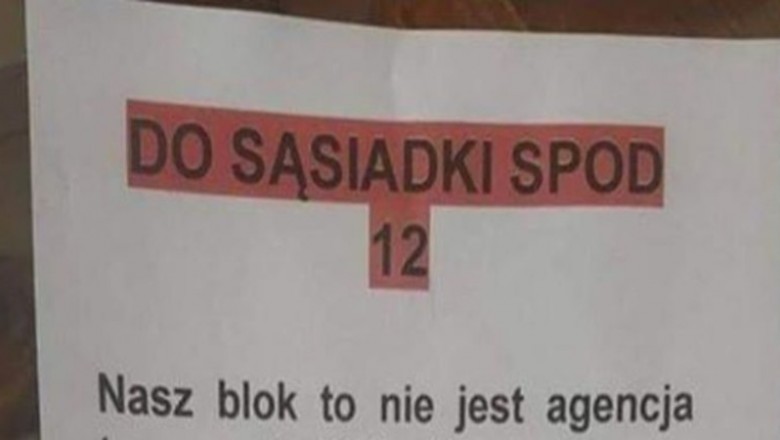 DO SĄSIADKI SPOD
12
Nasz blok to nie jest agencja